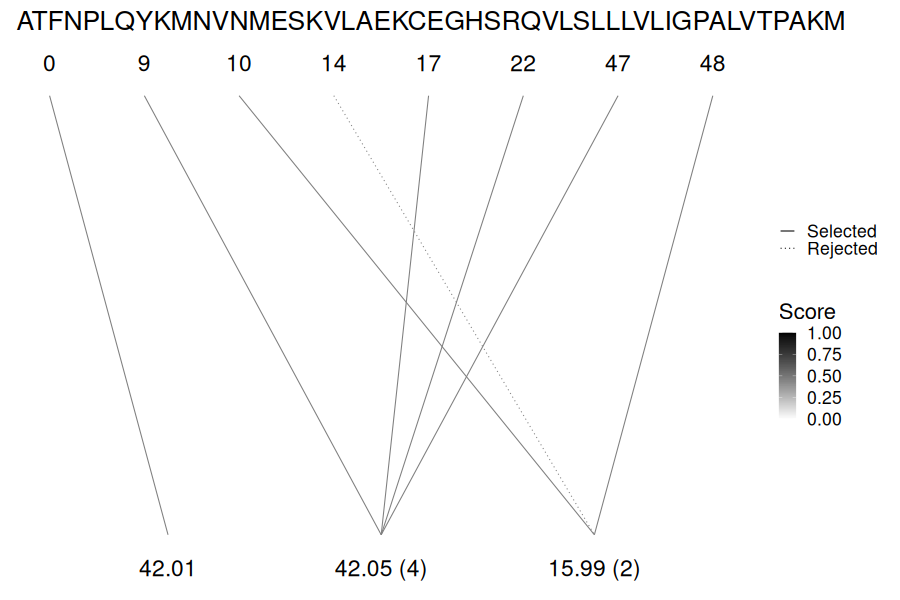 ATFNPLQYKMNVNMESKVLAEKCEGHSRQVLSLLLVLIGPALVTPAKM
0 9 10 14 17 22 47 48
Selected
Rejected
Score
1.00
0.75
0.50
0.25
0.00
42.01 42.05 (4) 15.99 (2)